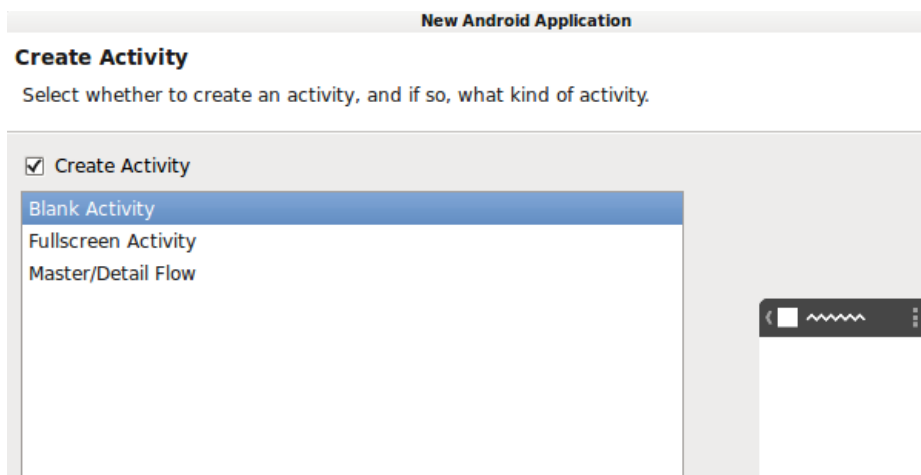 New Android Application
Create Activity
Select whether to create an activity, and if so, what kind of activity.
Create Activity
Blank Activity
Fullscreen Activity
Master/Detail Flow